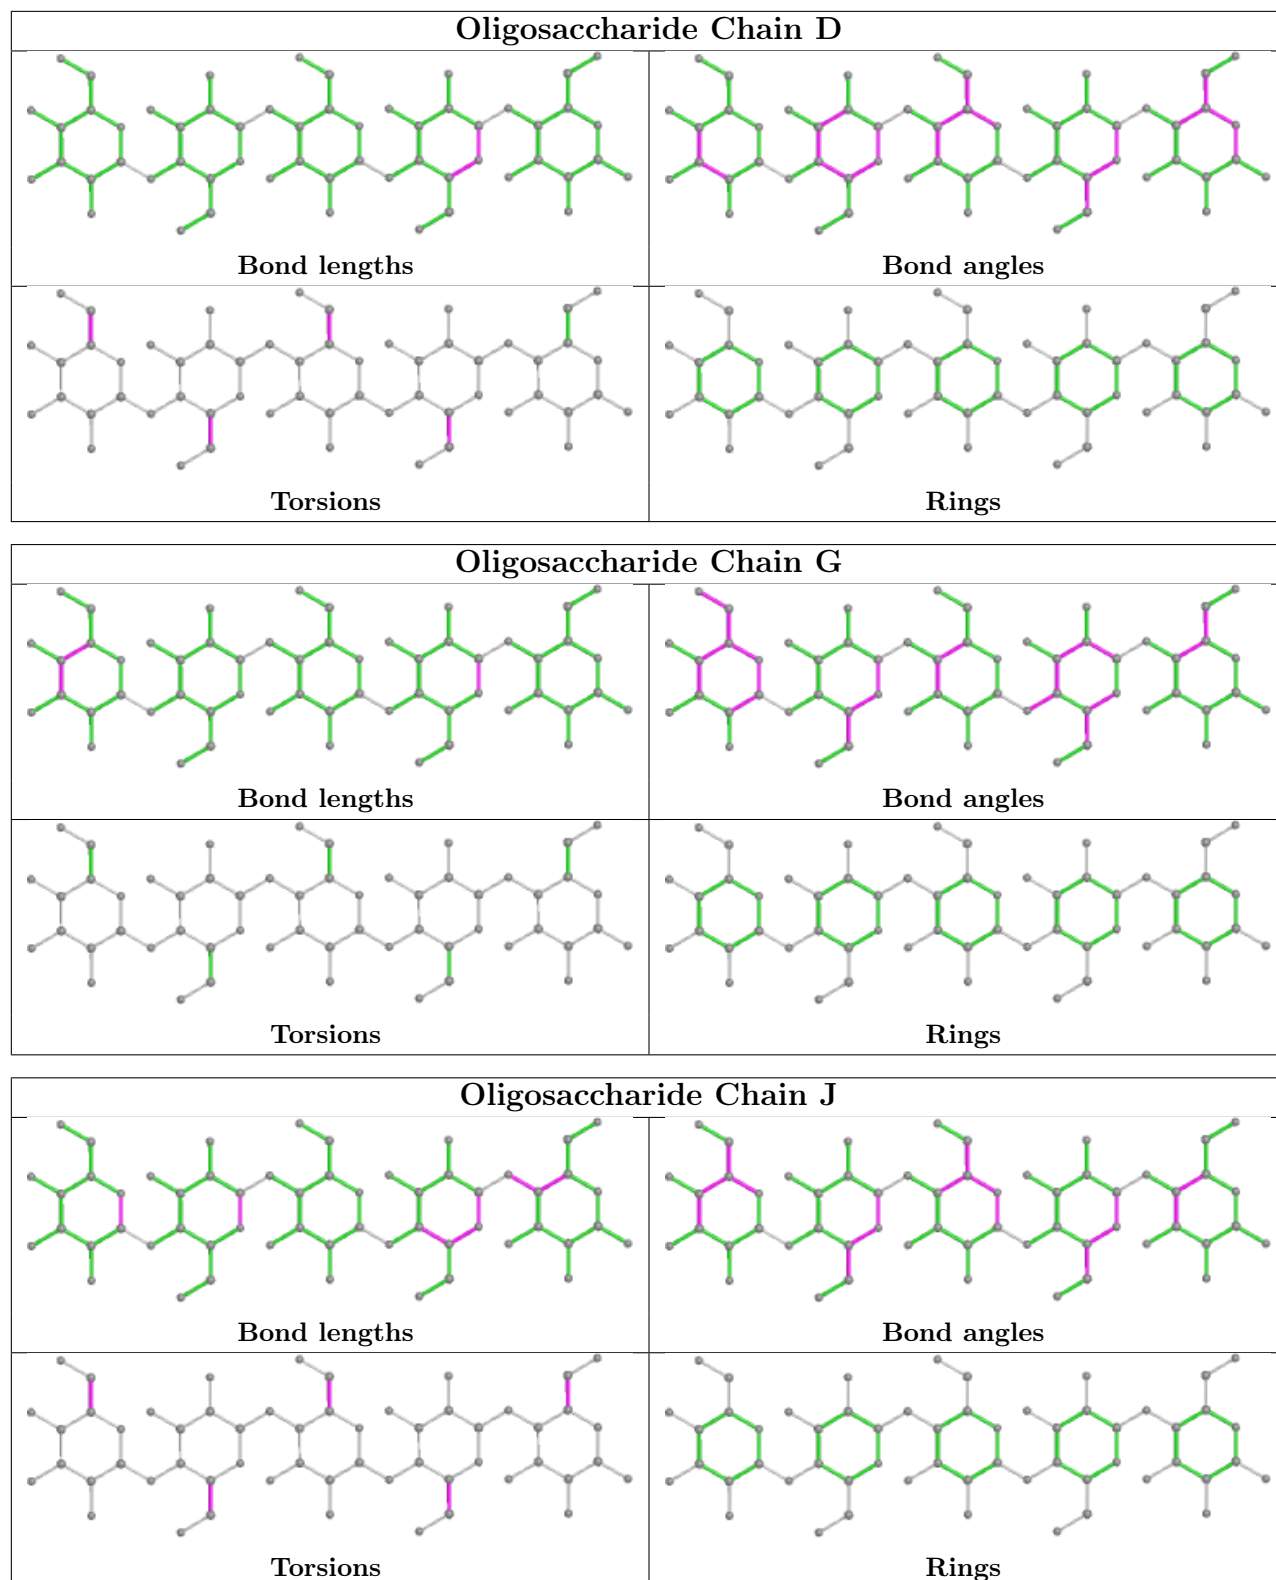 Oligosaccharide Chain D
Bond lengths
Bond angles
Torsions
Rings
Oligosaccharide Chain G
Bond lengths
Bond angles
Torsions
Rings
Oligosaccharide Chain J
Bond lengths
Bond angles
Torsions
Rings